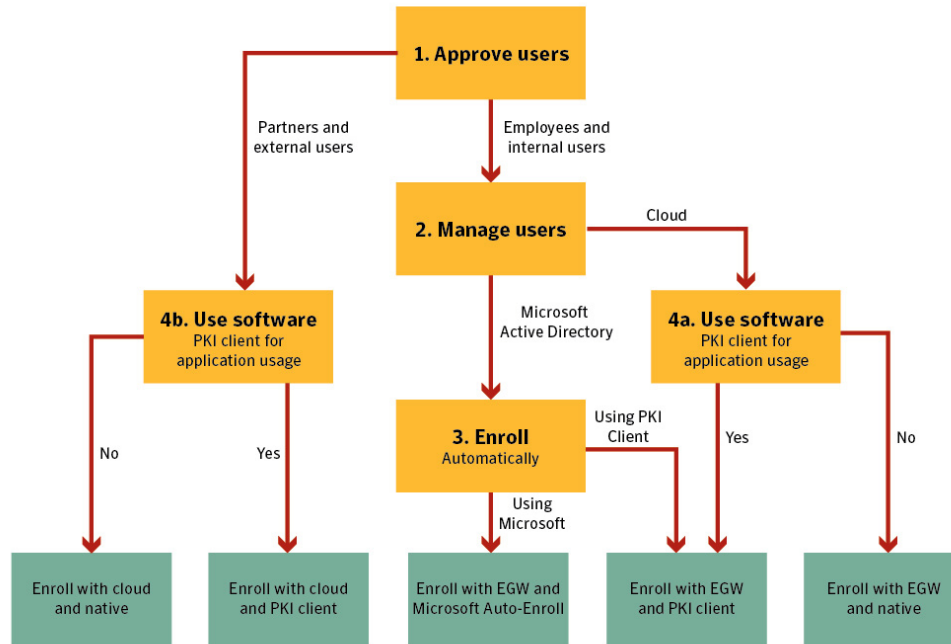 1. Approve users
Partners and
external users
Employees and
internal users
2. Manage users
Cloud
4b. Use software
PKI client for
application usage
Microsoft
Active Directory
4a. Use software
PKI client for
application usage
No
Yes
3. Enroll
Automatically
Using PKI
Client
Yes
No
Using
Microsoft
Enroll with cloud
and native
Enroll with cloud
and PKI client
Enroll with EGW and
Microsoft Auto-Enroll
Enroll with EGW
and PKI client
Enroll with EGW
and native